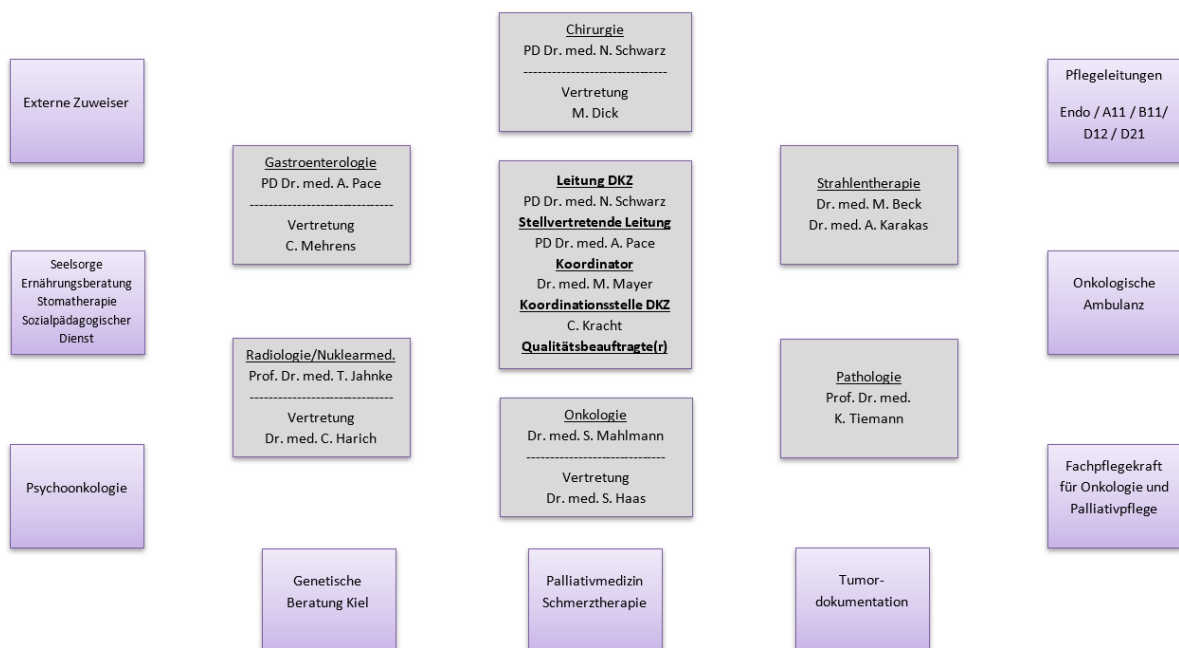 Chirurgie
PD Dr. med. N. Schwarz
------------------------------
Vertretung
M. Dick
Externe Zuweiser
Pflegeleitungen
Endo / A11 / B11/
D12 / D21
Gastroenterologie
PD Dr. med. A. Pace
------------------------------
Vertretung
C. Mehrens
Leitung DKZ
PD Dr. med. N. Schwarz
Stellvertretende Leitung
PD Dr. med. A. Pace
Koordinator
Dr. med. M. Mayer
Koordinationsstelle DKZ
C. Kracht
Qualitätsbeauftragte(r)
Strahlentherapie
Dr. med. M. Beck
Dr. med. A. Karakas
Seelsorge
Ernährungsberatung
Stomatherapie
Sozialpädagogischer
Dienst
Onkologische
Ambulanz
Radiologie/Nuklearmed.
Prof. Dr. med. T. Jahnke
------------------------------
Vertretung
Dr. med. C. Harich
Pathologie
Prof. Dr. med.
K. Tiemann
Onkologie
Dr. med. S. Mahlmann
-----------------------------
Vertretung
Dr. med. S. Haas
Psychoonkologie
Fachpflegekraft
für Onkologie und
Palliativpflege
Genetische
Beratung Kiel
Palliativmedizin
Schmerztherapie
Tumor-
dokumentation